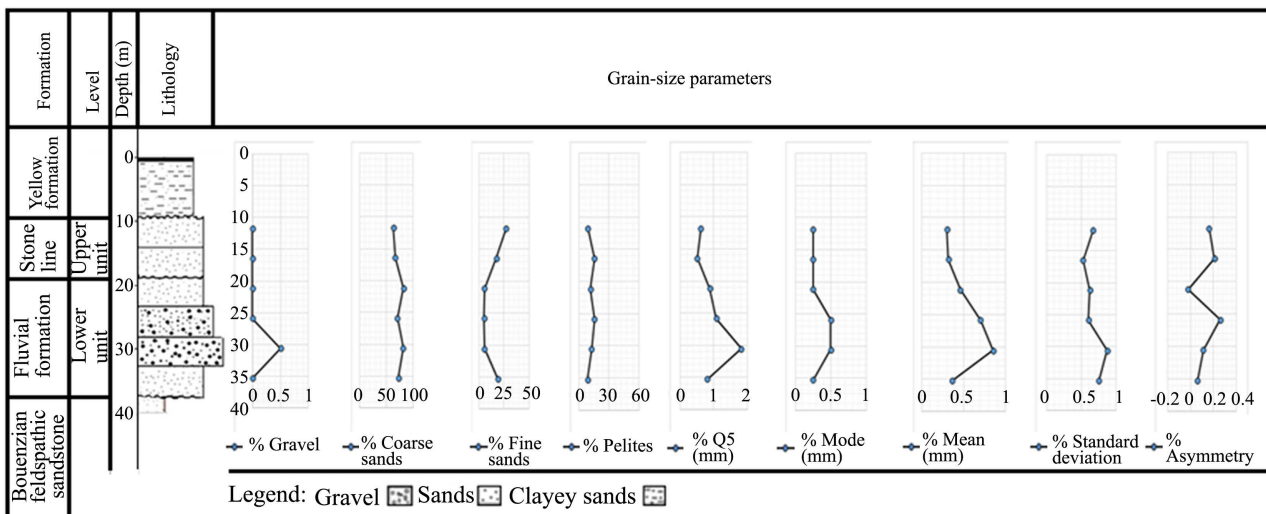 Formation
Level
Depth (m)
Lithology
Grain-size parameters
Yellow
formation
Stone
line
Upper
unit
Fluvial
formation
Lower
unit
Bouenzian
feldspathic
sandstone
0
10
20
30
40
0
5
10
15
20
25
30
35
40
0 0.5 1
0 50 100
0 25 50
0 30 60
0 1 2
0 0.5 1
0 0.5 1
0 0.5 1
-0.2 0 0.2 0.4
% Gravel
% Coarse
sands
% Fine
sands
% Pelites
% Q5
(mm)
% Mode
(mm)
% Mean
(mm)
% Standard
deviation
%
Asymmetry
Legend: Gravel Sands Clayey sands